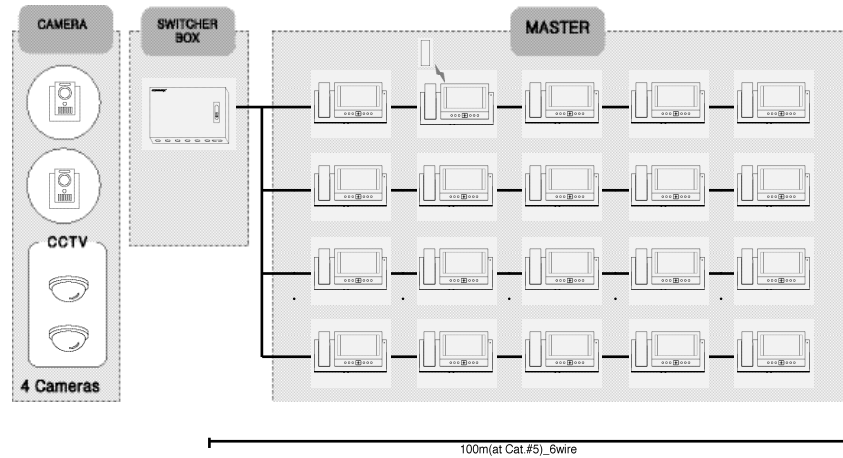 CAMERA
SWITCHER
BOX
MASTER
CCTV
4 Cameras
100m(at Cat.#5)_6wire